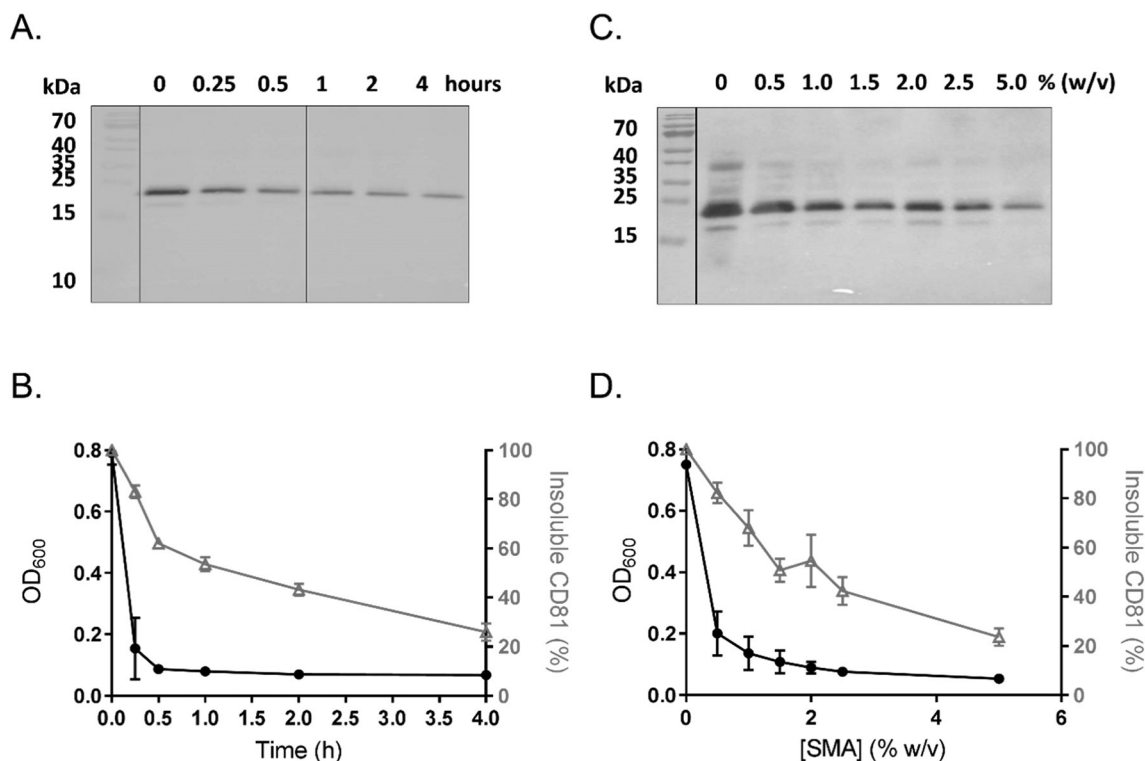 A.
kDa 0 0.25 0.5 1 2 4 hours
70
40
35
25
15
10
C.
kDa 0 0.5 1.0 1.5 2.0 2.5 5.0 % (w/v)
70
40
35
25
15
B.
0.8
0.6
0.4
0.2
0.0
OD600
100
80
60
40
20
0
Insoluble CD81 (%)
0.0 0.5 1.0 1.5 2.0 2.5 3.0 3.5 4.0
Time (h)
D.
0.8
0.6
0.4
0.2
0.0
OD600
100
80
60
40
20
0
Insoluble CD81 (%)
0 2 4 6
[SMA] (% w/v)